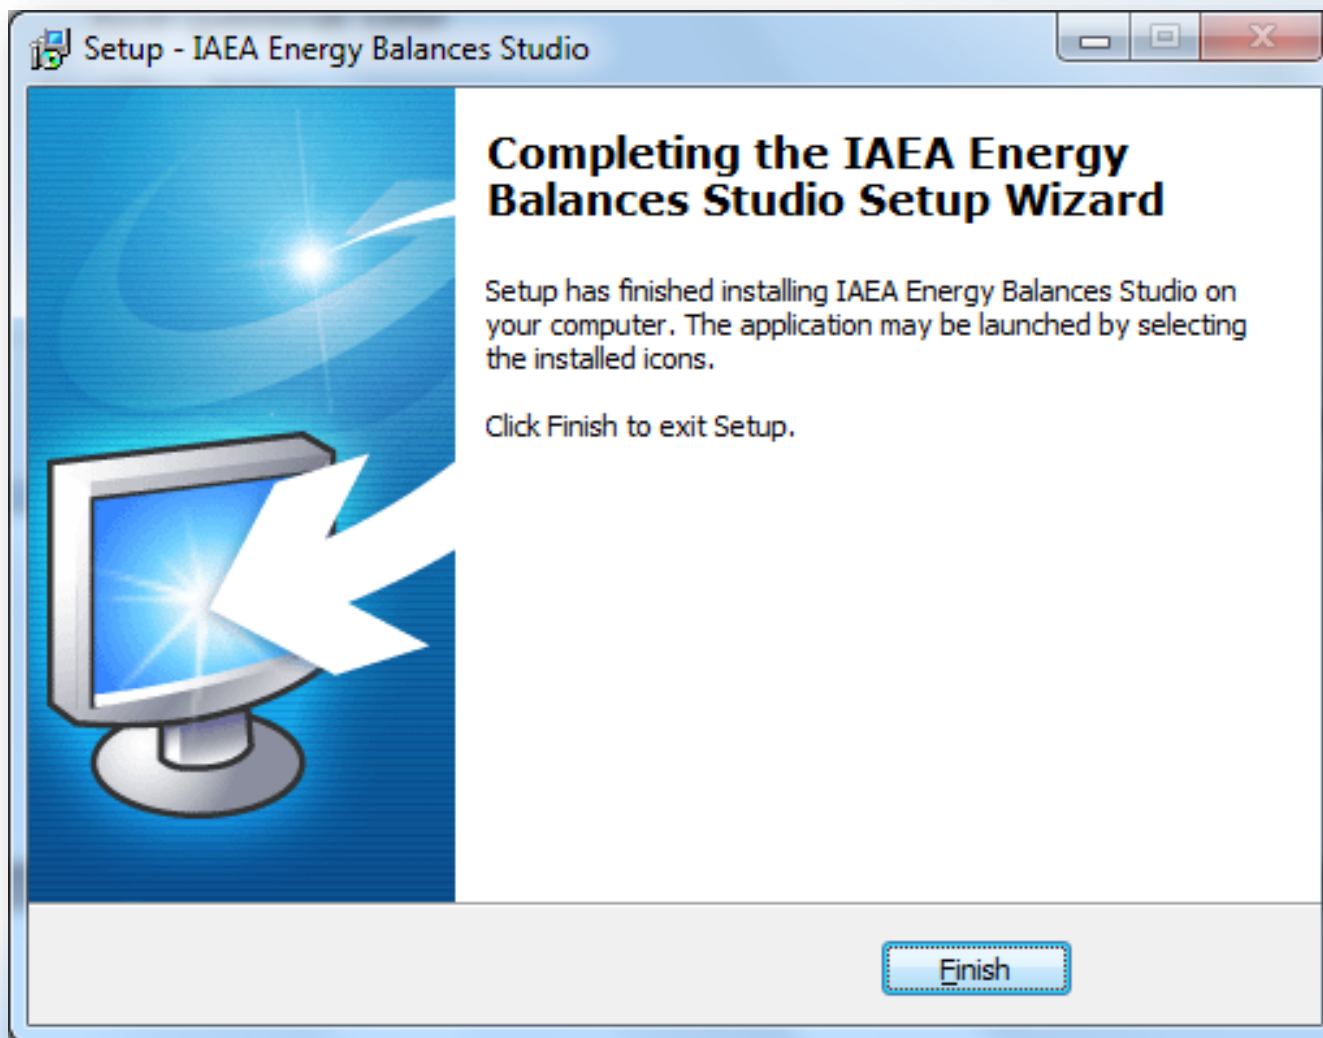 Setup - IAEA Energy Balances Studio
Completing the IAEA Energy
Balances Studio Setup Wizard
Setup has finished installing IAEA Energy Balances Studio on
your computer. The application may be launched by selecting
the installed icons.
Click Finish to exit Setup.
Finish